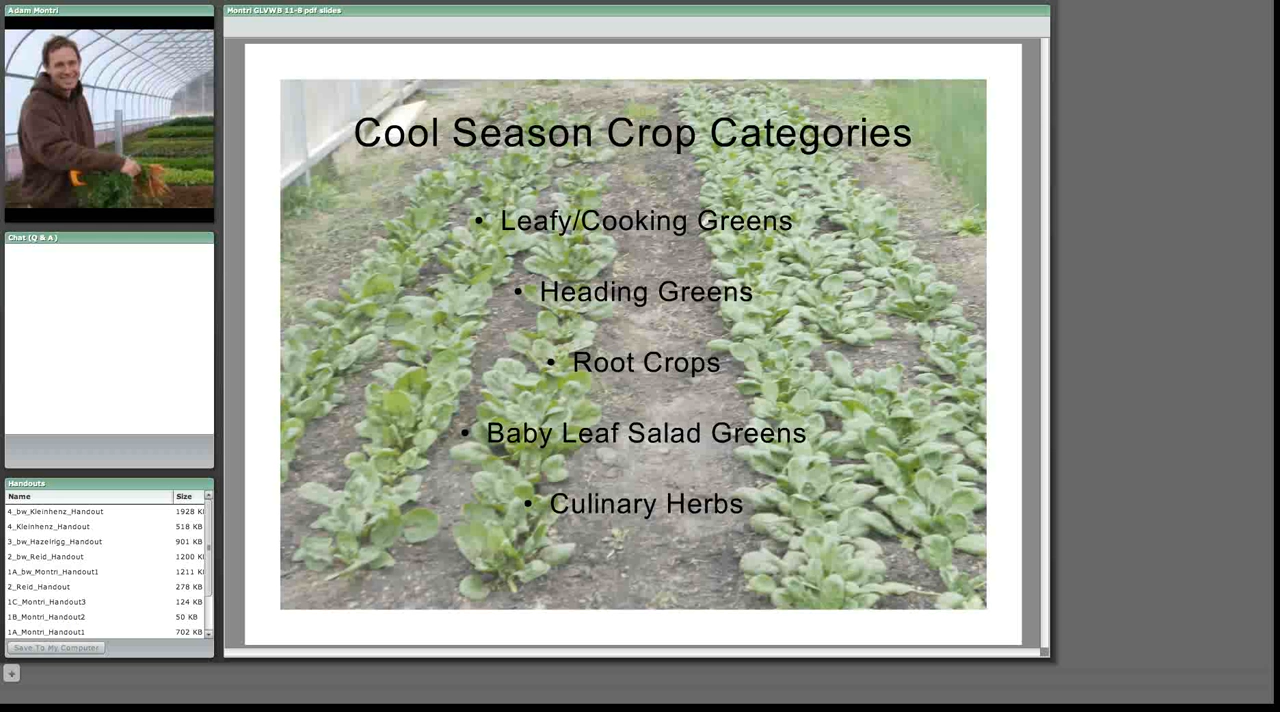 Adam Montri
Chat (Q & A)
Handouts
Name Size
4_bw_Kleinhenz_Handout 1928 K
4_Kleinhenz_Handout 518 KB
3_bw_Hazelrigg_Handout 901 KB
2_bw_Reid_Handout 1200 K
1A_bw_Montri_Handout1 1211 K
2_Reid_Handout 278 KB
1C_Montri_Handout3 124 KB
1B_Montri_Handout2 50 KB
1A_Montri_Handout1 702 KB
Save To My Computer
Montri GLVWB 11-8 pdf slides
Cool Season Crop Categories
• Leafy/Cooking Greens
• Heading Greens
• Root Crops
• Baby Leaf Salad Greens
• Culinary Herbs